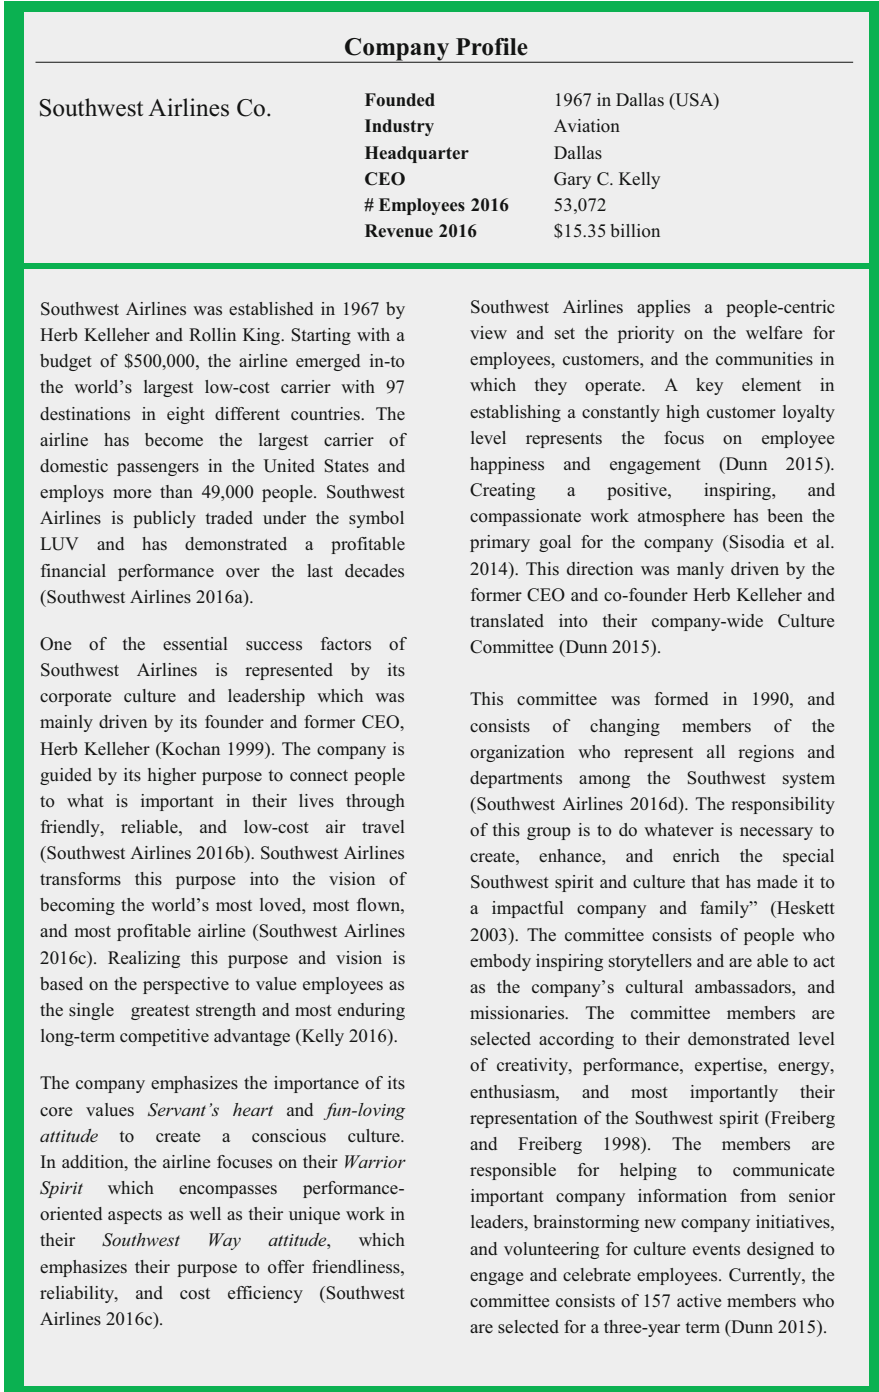 Company Profile
Southwest Airlines Co.
Founded 1967 in Dallas (USA)
Industry Aviation
Headquarter Dallas
CEO Gary C. Kelly
# Employees 2016 53,072
Revenue 2016 $15.35 billion
Southwest Airlines was established in 1967 by
Herb Kelleher and Rollin King. Starting with a
budget of $500,000, the airline emerged in-to
the world’s largest low-cost carrier with 97
destinations in eight different countries. The
airline has become the largest carrier of
domestic passengers in the United States and
employs more than 49,000 people. Southwest
Airlines is publicly traded under the symbol
LUV and has demonstrated a profitable
financial performance over the last decades
(Southwest Airlines 2016a).
One of the essential success factors of
Southwest Airlines is represented by its
corporate culture and leadership which was
mainly driven by its founder and former CEO,
Herb Kelleher (Kochan 1999). The company is
guided by its higher purpose to connect people
to what is important in their lives through
friendly, reliable, and low-cost air travel
(Southwest Airlines 2016b). Southwest Airlines
transforms this purpose into the vision of
becoming the world’s most loved, most flown,
and most profitable airline (Southwest Airlines
2016c). Realizing this purpose and vision is
based on the perspective to value employees as
the single greatest strength and most enduring
long-term competitive advantage (Kelly 2016).
The company emphasizes the importance of its
core values Servant’s heart and fun-loving
attitude to create a conscious culture.
In addition, the airline focuses on their Warrior
Spirit which encompasses performance-
oriented aspects as well as their unique work in
their Southwest Way attitude, which
emphasizes their purpose to offer friendliness,
reliability, and cost efficiency (Southwest
Airlines 2016c).
Southwest Airlines applies a people-centric
view and set the priority on the welfare for
employees, customers, and the communities in
which they operate. A key element in
establishing a constantly high customer loyalty
level represents the focus on employee
happiness and engagement (Dunn 2015).
Creating a positive, inspiring, and
compassionate work atmosphere has been the
primary goal for the company (Sisodia et al.
2014). This direction was manly driven by the
former CEO and co-founder Herb Kelleher and
translated into their company-wide Culture
Committee (Dunn 2015).
This committee was formed in 1990, and
consists of changing members of the
organization who represent all regions and
departments among the Southwest system
(Southwest Airlines 2016d). The responsibility
of this group is to do whatever is necessary to
create, enhance, and enrich the special
Southwest spirit and culture that has made it to
a impactful company and family” (Heskett
2003). The committee consists of people who
embody inspiring storytellers and are able to act
as the company’s cultural ambassadors, and
missionaries. The committee members are
selected according to their demonstrated level
of creativity, performance, expertise, energy,
enthusiasm, and most importantly their
representation of the Southwest spirit (Freiberg
and Freiberg 1998). The members are
responsible for helping to communicate
important company information from senior
leaders, brainstorming new company initiatives,
and volunteering for culture events designed to
engage and celebrate employees. Currently, the
committee consists of 157 active members who
are selected for a three-year term (Dunn 2015).